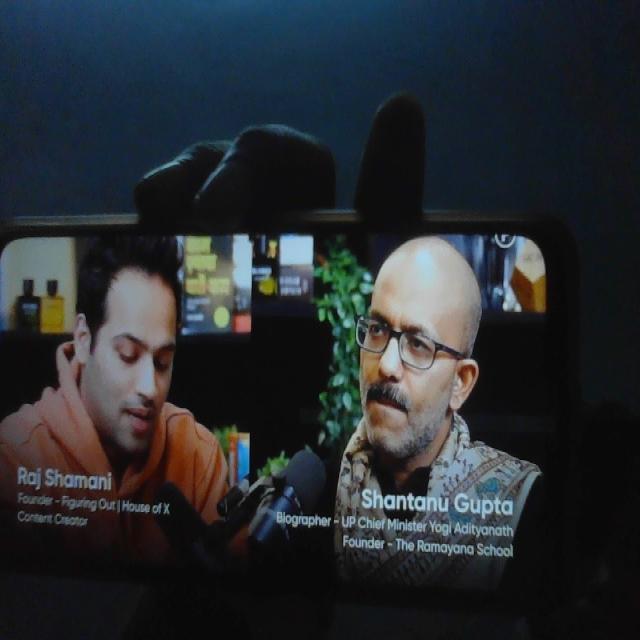 Raj Shamani
Founder - Figuring Out | House of X
Content Creator
Shantanu Gupta
Biographer - UP Chief Minister Yogi Adityanath
Founder - The Ramayana School